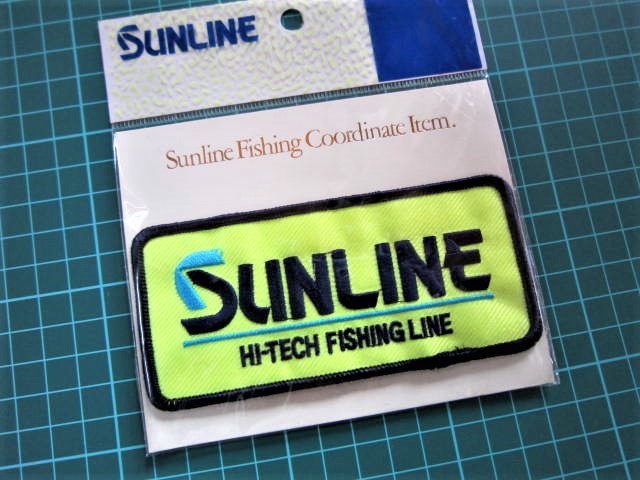 SUNLINE
Sunline Fishing Coordinate Item.
SUNLINE
HI-TECH FISHING LINE